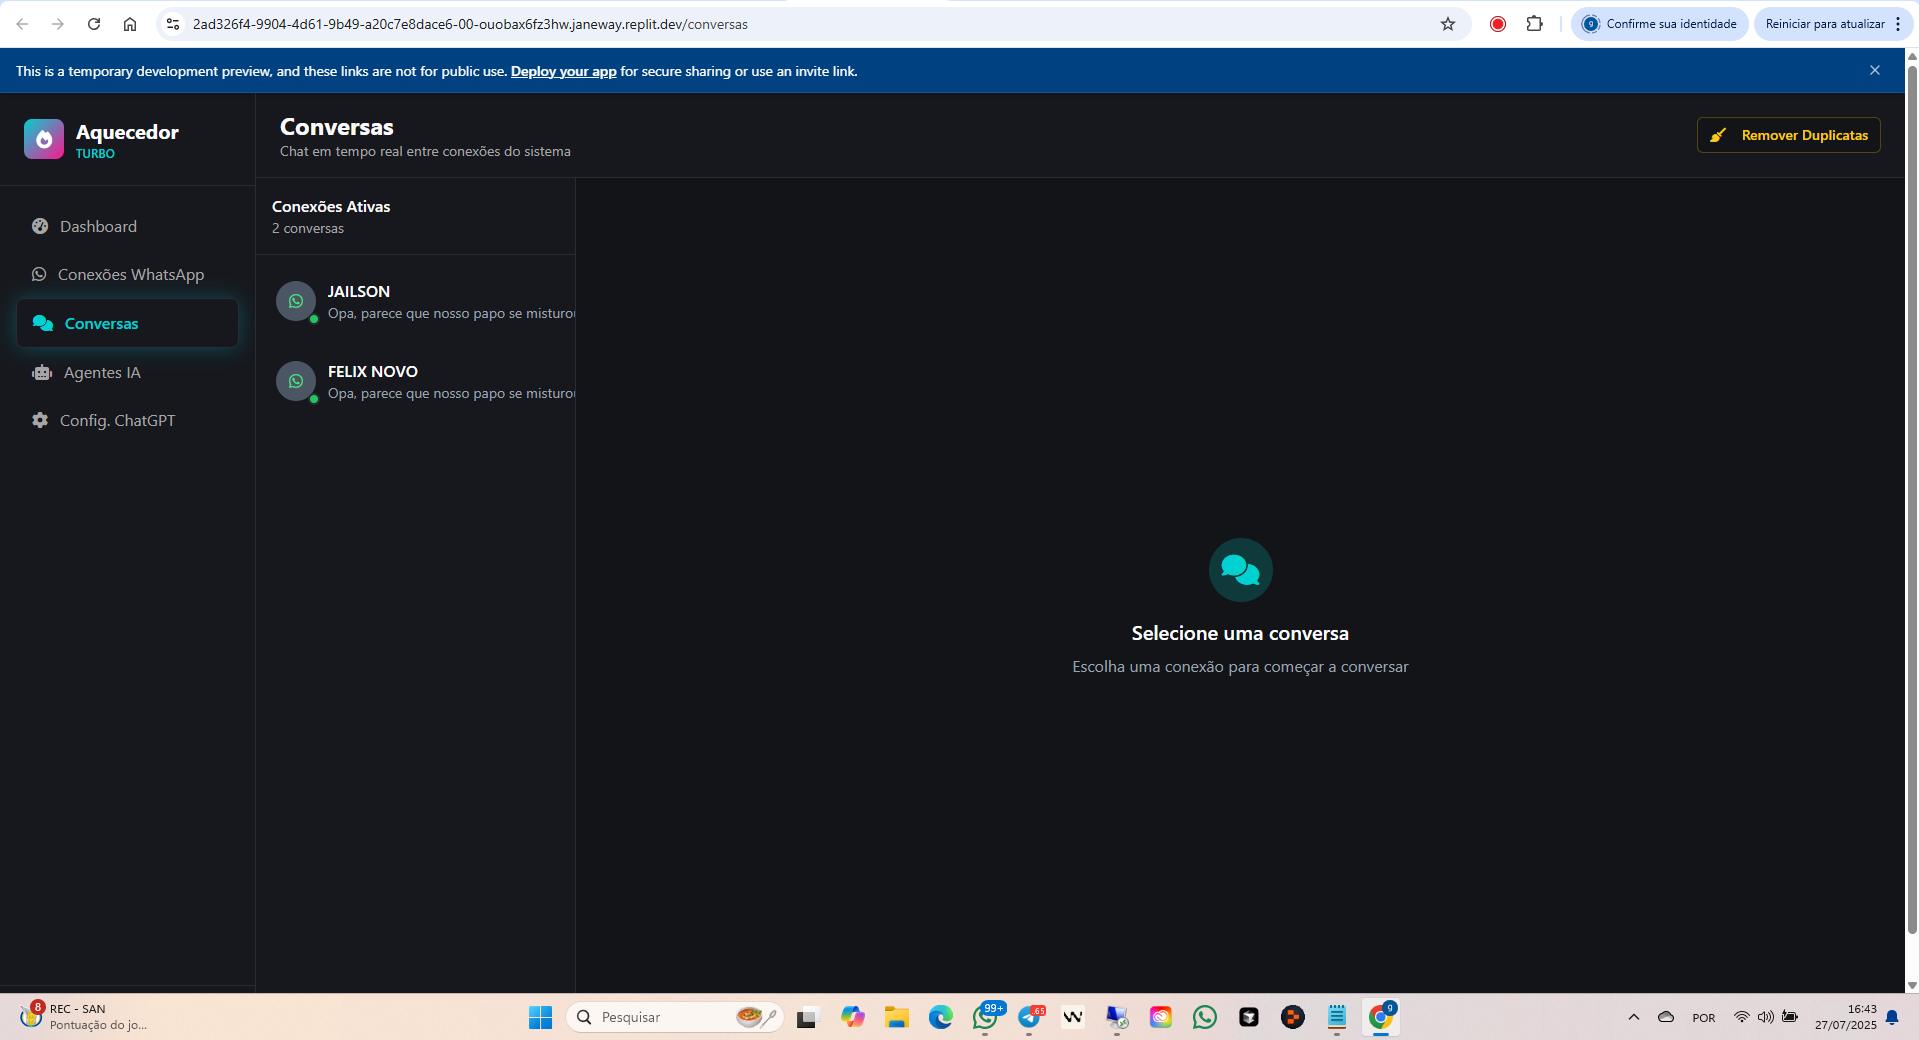 2ad326f4-9904-4d61-9b49-a20c7e8dace6-00-ouobax6fz3hw.janeway.replit.dev/conversas
g
Confirme sua identidade
Reiniciar para atualizar
This is a temporary development preview, and these links are not for public use. Deploy your app for secure sharing or use an invite link.
Aquecedor
TURBO
Dashboard
Conexões WhatsApp
Conversas
Agentes IA
Config. ChatGPT
Conversas
Chat em tempo real entre conexões do sistema
Remover Duplicatas
Conexões Ativas
2 conversas
JAILSON
Opa, parece que nosso papo se misturou
FELIX NOVO
Opa, parece que nosso papo se misturou
Selecione uma conversa
Escolha uma conexão para começar a conversar
8
REC - SAN
Pontuação do jo...
Pesquisar
99+
.65
g
POR
16:43
27/07/2025